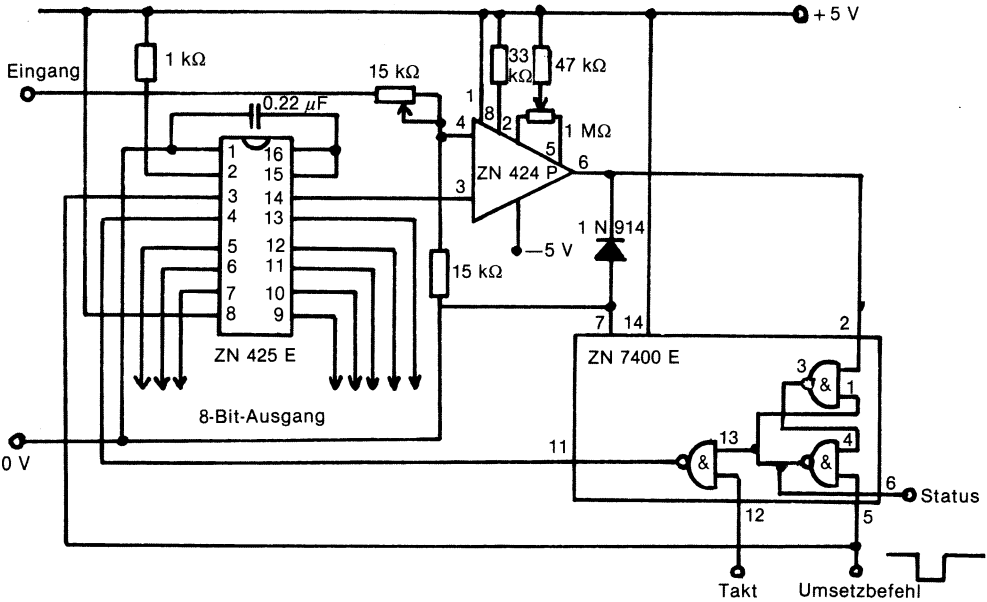 + 5 V
1 kΩ
33 kΩ
47 kΩ
Eingang
15 kΩ
0.22 µF
1
8
2
1 MΩ
4
5
6
ZN 424 P
3
1 16
2 15
3 14
4 13
5 12
6 11
7 10
8 9
ZN 425 E
—5 V
1 N 914
15 kΩ
7 14 2
ZN 7400 E
3
&
1
8-Bit-Ausgang
0 V
11
&
13
&
4
6
Status
12
5
Takt
Umsetzbefehl